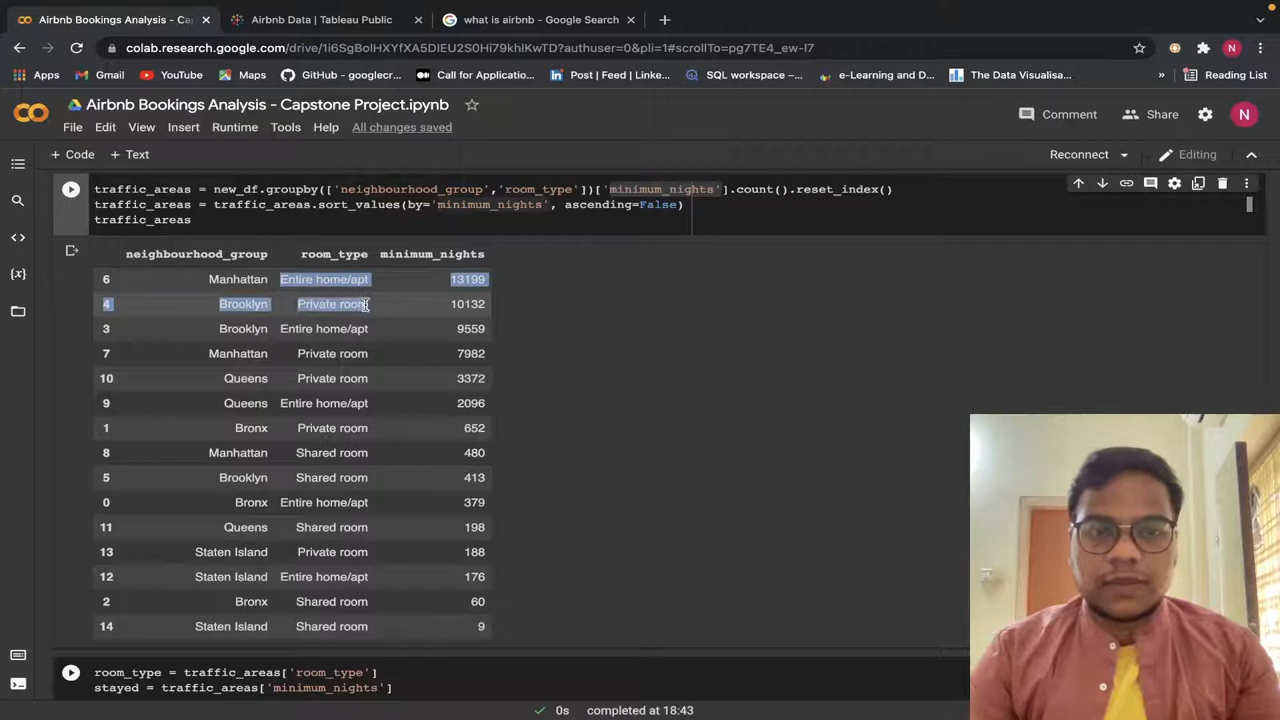 Airbnb Bookings Analysis - Cap
Airbnb Data | Tableau Public
what is airbnb - Google Search
colab.research.google.com/drive/1i6SgBolHXYfXA5DIEU2S0Hi79khlKwTD?authuser=0&pli=1#scrollTo=pg7TE4_ew-l7
N
Apps
Gmail
YouTube
Maps
GitHub - googlecr...
Call for Applicatio...
Post | Feed | Linke...
SQL workspace –...
e-Learning and D...
The Data Visualisa...
»
Reading List
Airbnb Bookings Analysis - Capstone Project.ipynb
Comment
Share
N
File Edit View Insert Runtime Tools Help All changes saved
+ Code + Text
Reconnect
Editing
traffic_areas = new_df.groupby(['neighbourhood_group','room_type'])['minimum_nights'].count().reset_index()
traffic_areas = traffic_areas.sort_values(by='minimum_nights', ascending=False)
traffic_areas
neighbourhood_group room_type minimum_nights
6 Manhattan Entire home/apt 13199
4 Brooklyn Private room 10132
3 Brooklyn Entire home/apt 9559
7 Manhattan Private room 7982
10 Queens Private room 3372
9 Queens Entire home/apt 2096
1 Bronx Private room 652
8 Manhattan Shared room 480
5 Brooklyn Shared room 413
0 Bronx Entire home/apt 379
11 Queens Shared room 198
13 Staten Island Private room 188
12 Staten Island Entire home/apt 176
2 Bronx Shared room 60
14 Staten Island Shared room 9
room_type = traffic_areas['room_type']
stayed = traffic_areas['minimum_nights']
0s completed at 18:43